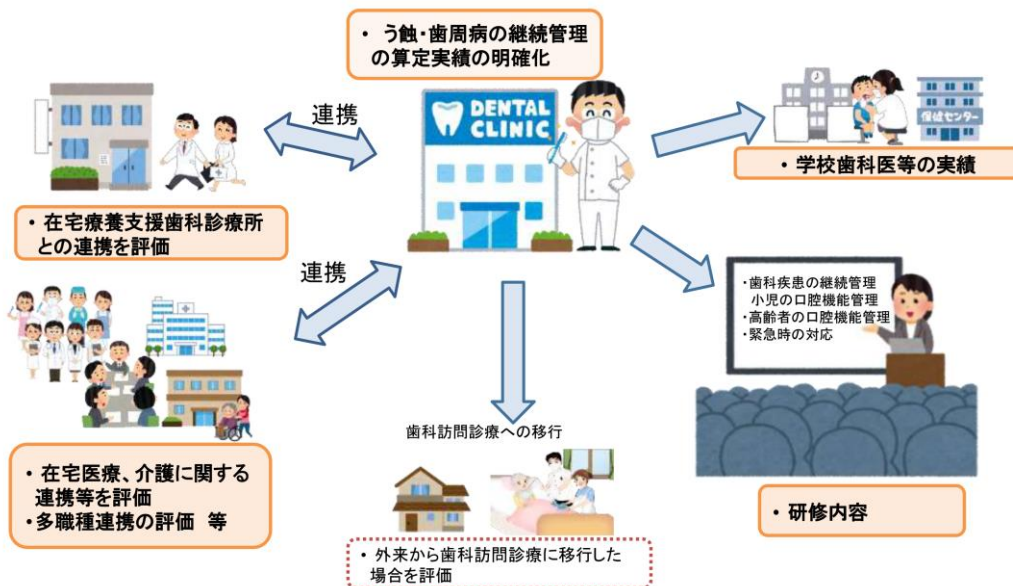 ・ う蝕・歯周病の継続管理
の算定実績の明確化
連携
DENTAL
CLINIC
保健センター
・ 学校歯科医等の実績
・ 在宅療養支援歯科診療所
との連携を評価
連携
・歯科疾患の継続管理
小児の口腔機能管理
・高齢者の口腔機能管理
・緊急時の対応
歯科訪問診療への移行
・ 在宅医療、介護に関する
連携等を評価
・多職種連携の評価 等
・ 外来から歯科訪問診療に移行した
場合を評価
・ 研修内容